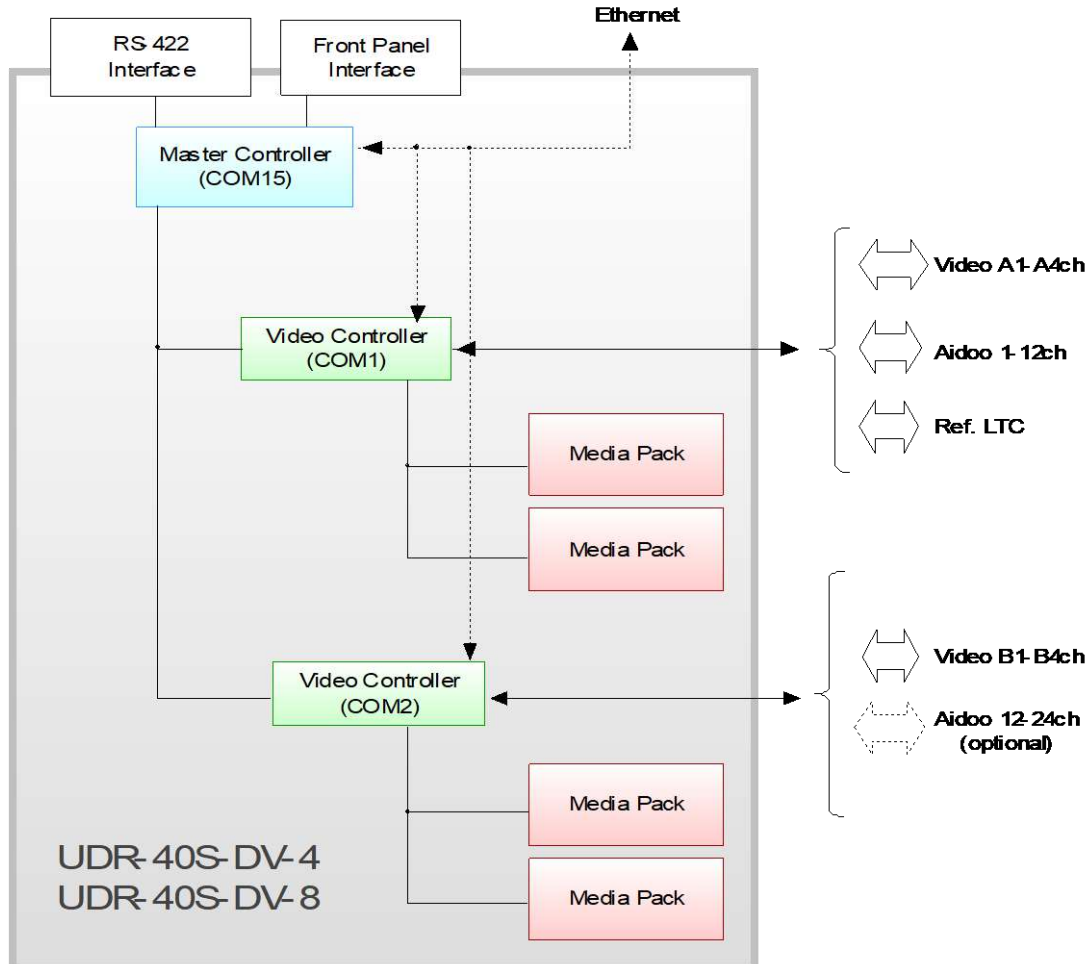 Ethernet
RS-422
Interface
Front Panel
Interface
Master Controller
(COM15)
Video Controller
(COM1)
Video A1-A4ch
Aidoo 1-12ch
Ref. LTC
Media Pack
Media Pack
Video Controller
(COM2)
Video B1-B4ch
Aidoo 12-24ch
(optional)
Media Pack
Media Pack
UDR-40S-DV-4
UDR-40S-DV-8